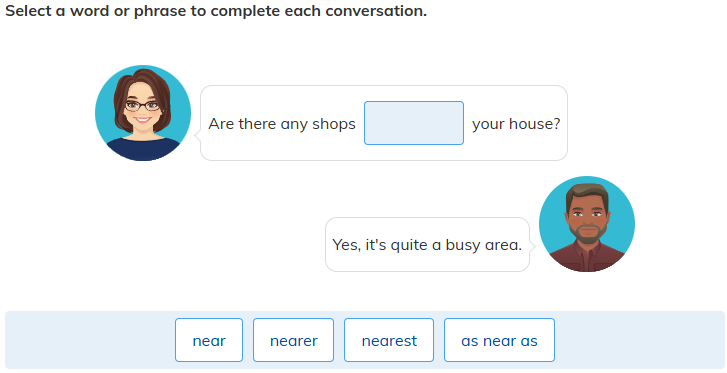 Select a word or phrase to complete each conversation.
Are there any shops your house?
Yes, it's quite a busy area.
near nearer nearest as near as